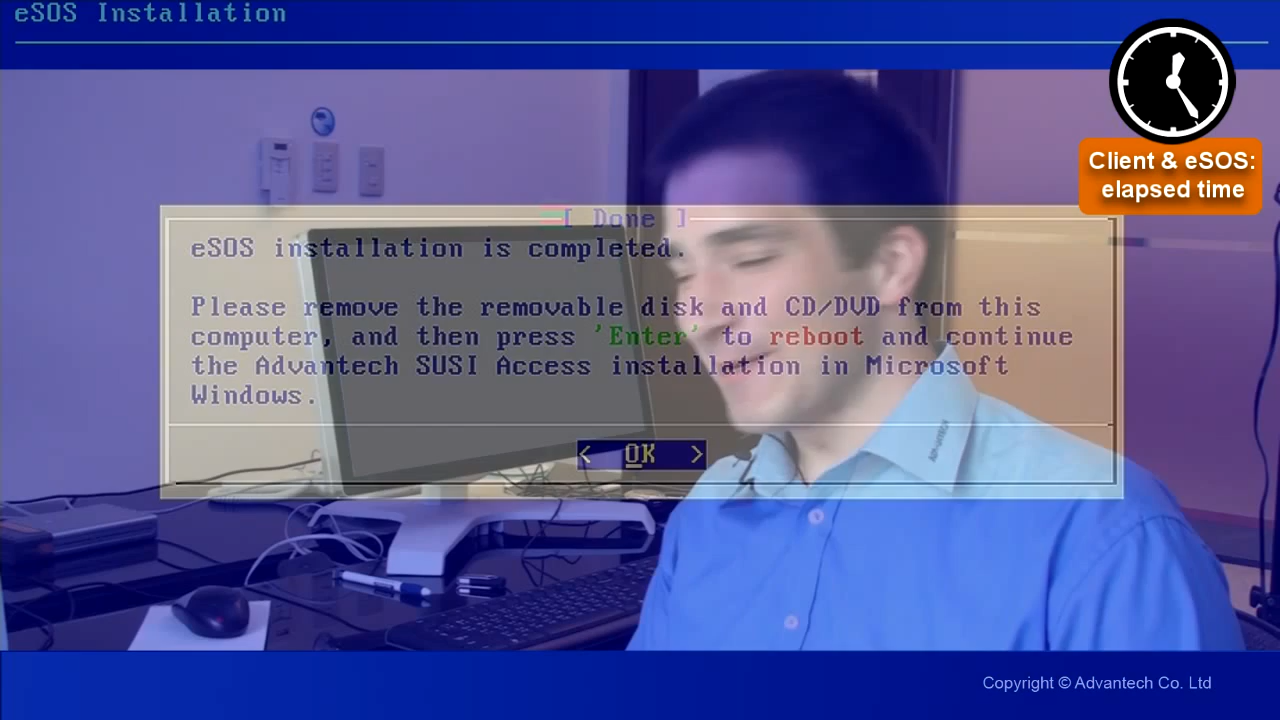 eSOS Installation
Client & eSOS:
elapsed time
[ Done ]
eSOS installation is completed.
Please remove the removable disk and CD/DVD from this
computer, and then press 'Enter' to reboot and continue
the Advantech SUSI Access installation in Microsoft
Windows.
< OK >
ADVANTECH
Copyright © Advantech Co. Ltd